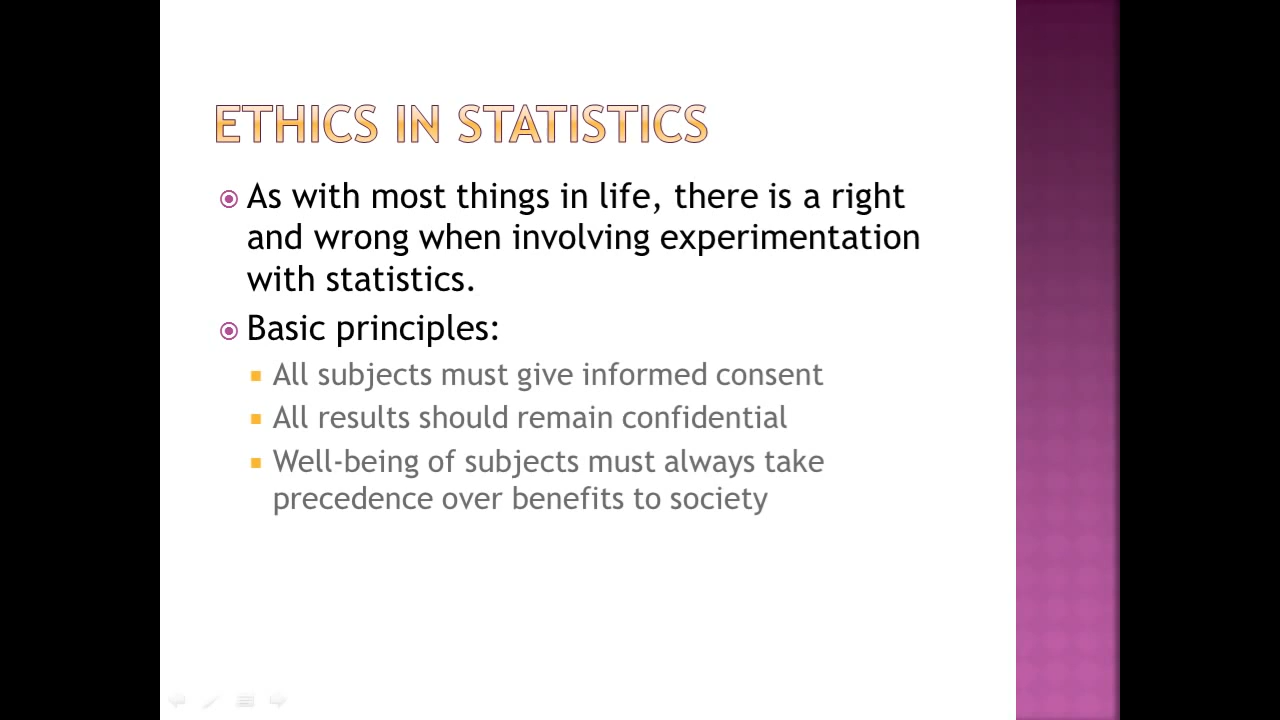 ETHICS IN STATISTICS
As with most things in life, there is a right
and wrong when involving experimentation
with statistics.
Basic principles:
All subjects must give informed consent
All results should remain confidential
Well-being of subjects must always take
precedence over benefits to society